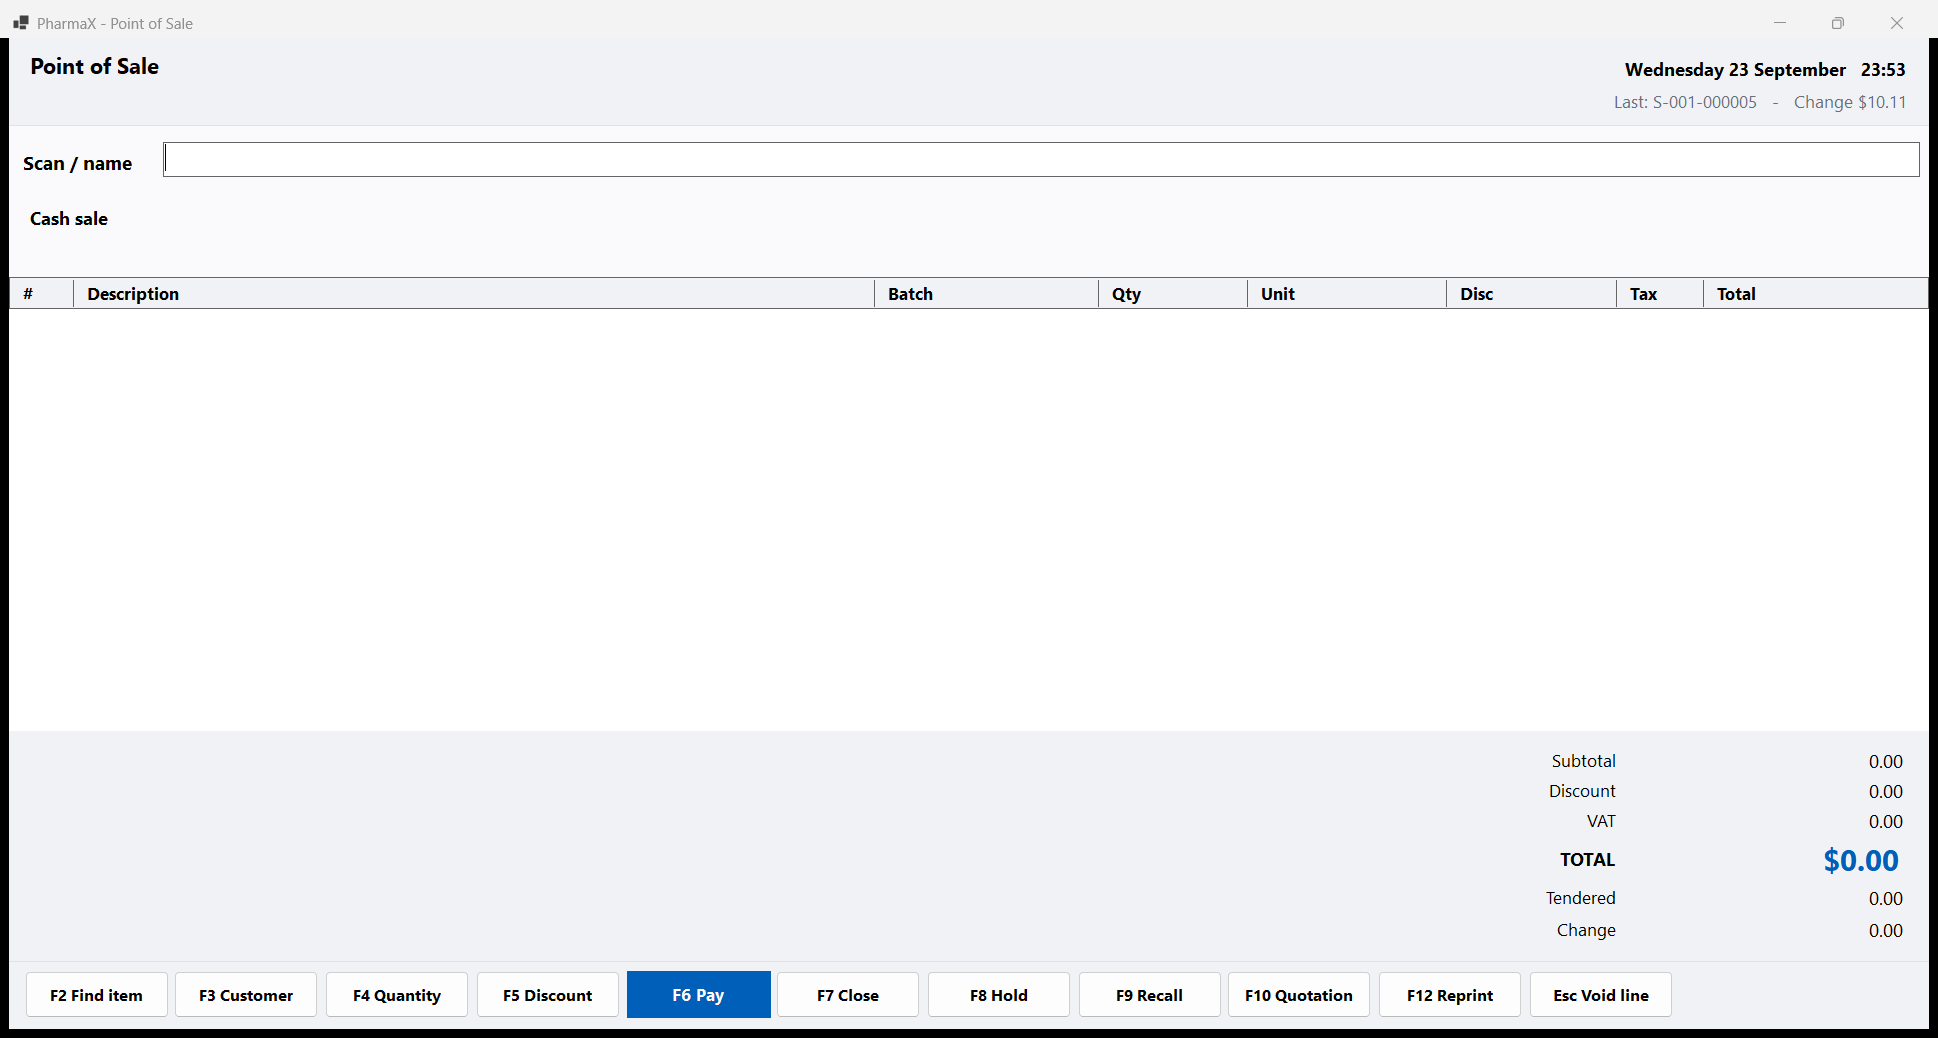 PharmaX - Point of Sale
Point of Sale
Wednesday 23 September 23:53
Last: S-001-000005 - Change $10.11
Scan / name
Cash sale
# Description Batch Qty Unit Disc Tax Total
Subtotal 0.00
Discount 0.00
VAT 0.00
TOTAL $0.00
Tendered 0.00
Change 0.00
F2 Find item F3 Customer F4 Quantity F5 Discount F6 Pay F7 Close F8 Hold F9 Recall F10 Quotation F12 Reprint Esc Void line